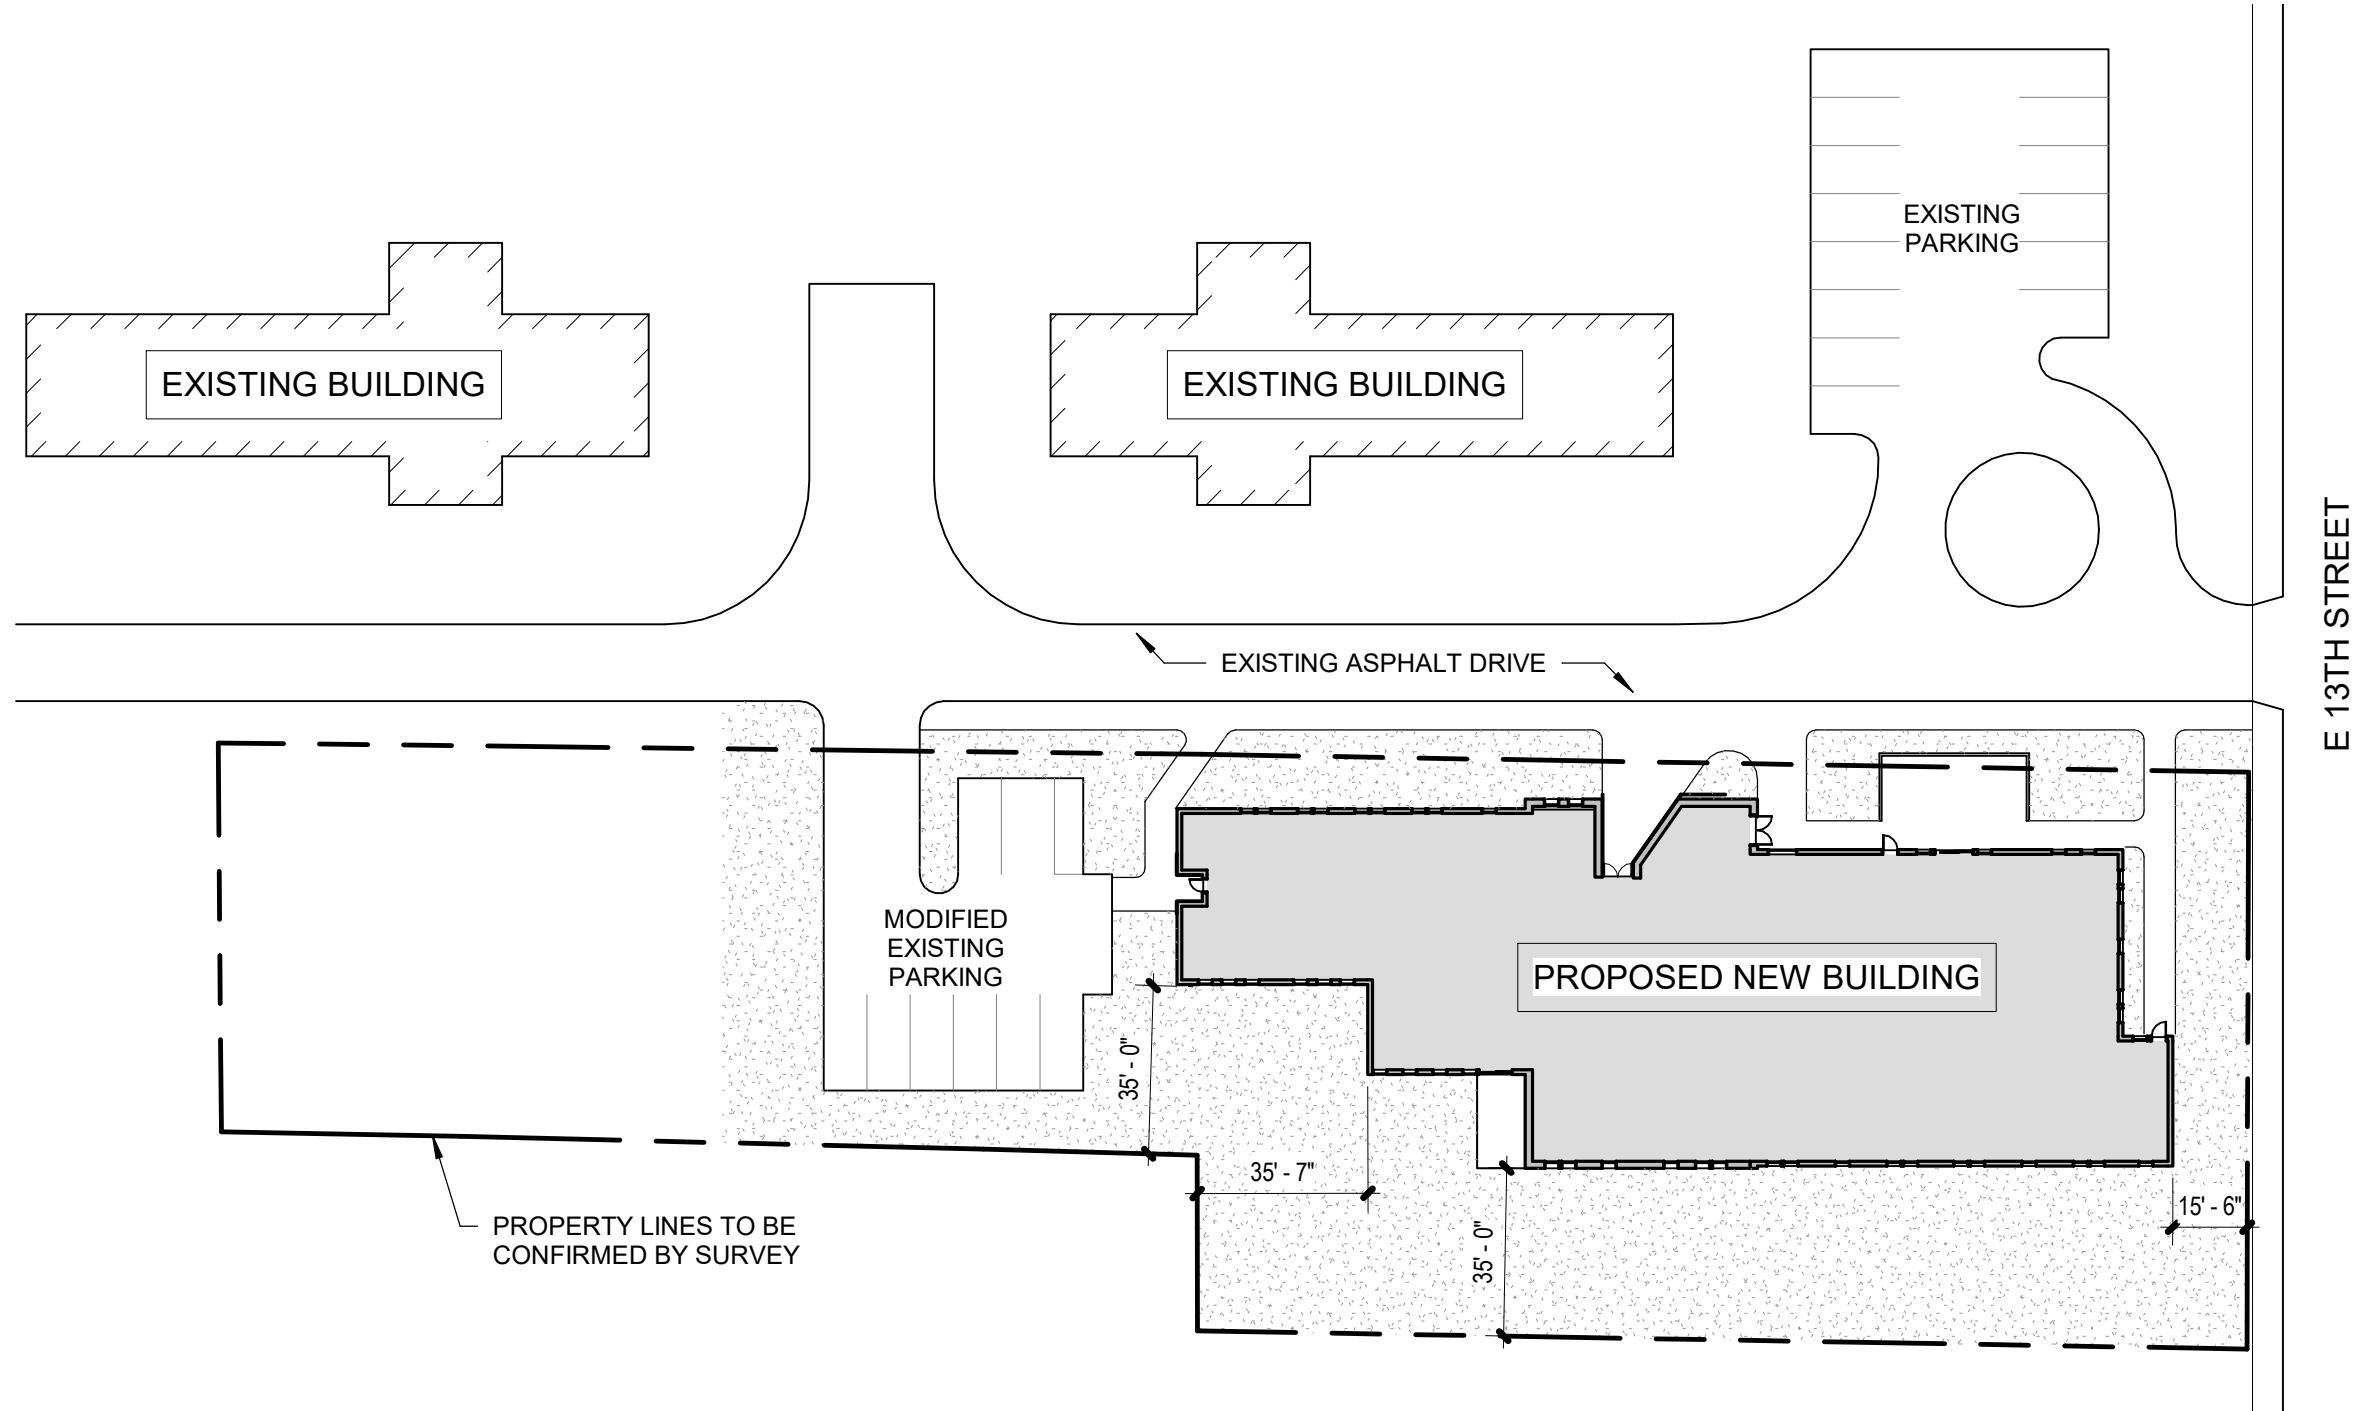 EXISTING
PARKING
EXISTING BUILDING
EXISTING BUILDING
E 13TH STREET
EXISTING ASPHALT DRIVE
MODIFIED
EXISTING
PARKING
PROPOSED NEW BUILDING
35' - 0"
35' - 7"
15' - 6"
35' - 0"
PROPERTY LINES TO BE
CONFIRMED BY SURVEY